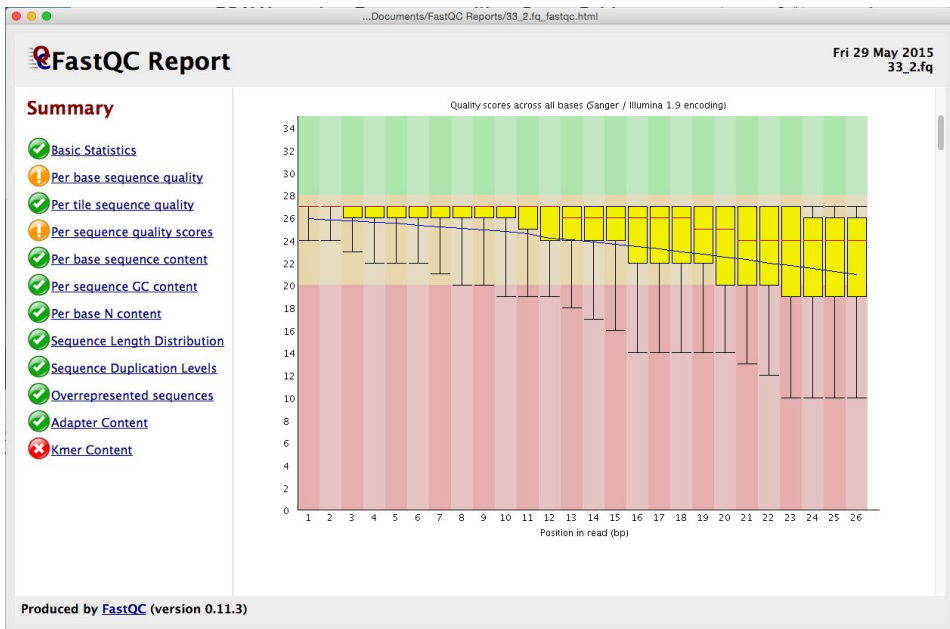 ...Documents/FastQC Reports/33_2.fq_fastqc.html
FastQC Report
Fri 29 May 2015
33_2.fq
Summary
Basic Statistics
Per base sequence quality
Per tile sequence quality
Per sequence quality scores
Per base sequence content
Per sequence GC content
Per base N content
Sequence Length Distribution
Sequence Duplication Levels
Overrepresented sequences
Adapter Content
Kmer Content
Quality scores across all bases (Sanger / Illumina 1.9 encoding)
34
32
30
28
26
24
22
20
18
16
14
12
10
8
6
4
2
0
1 2 3 4 5 6 7 8 9 10 11 12 13 14 15 16 17 18 19 20 21 22 23 24 25 26
Position in read (bp)
Produced by FastQC (version 0.11.3)